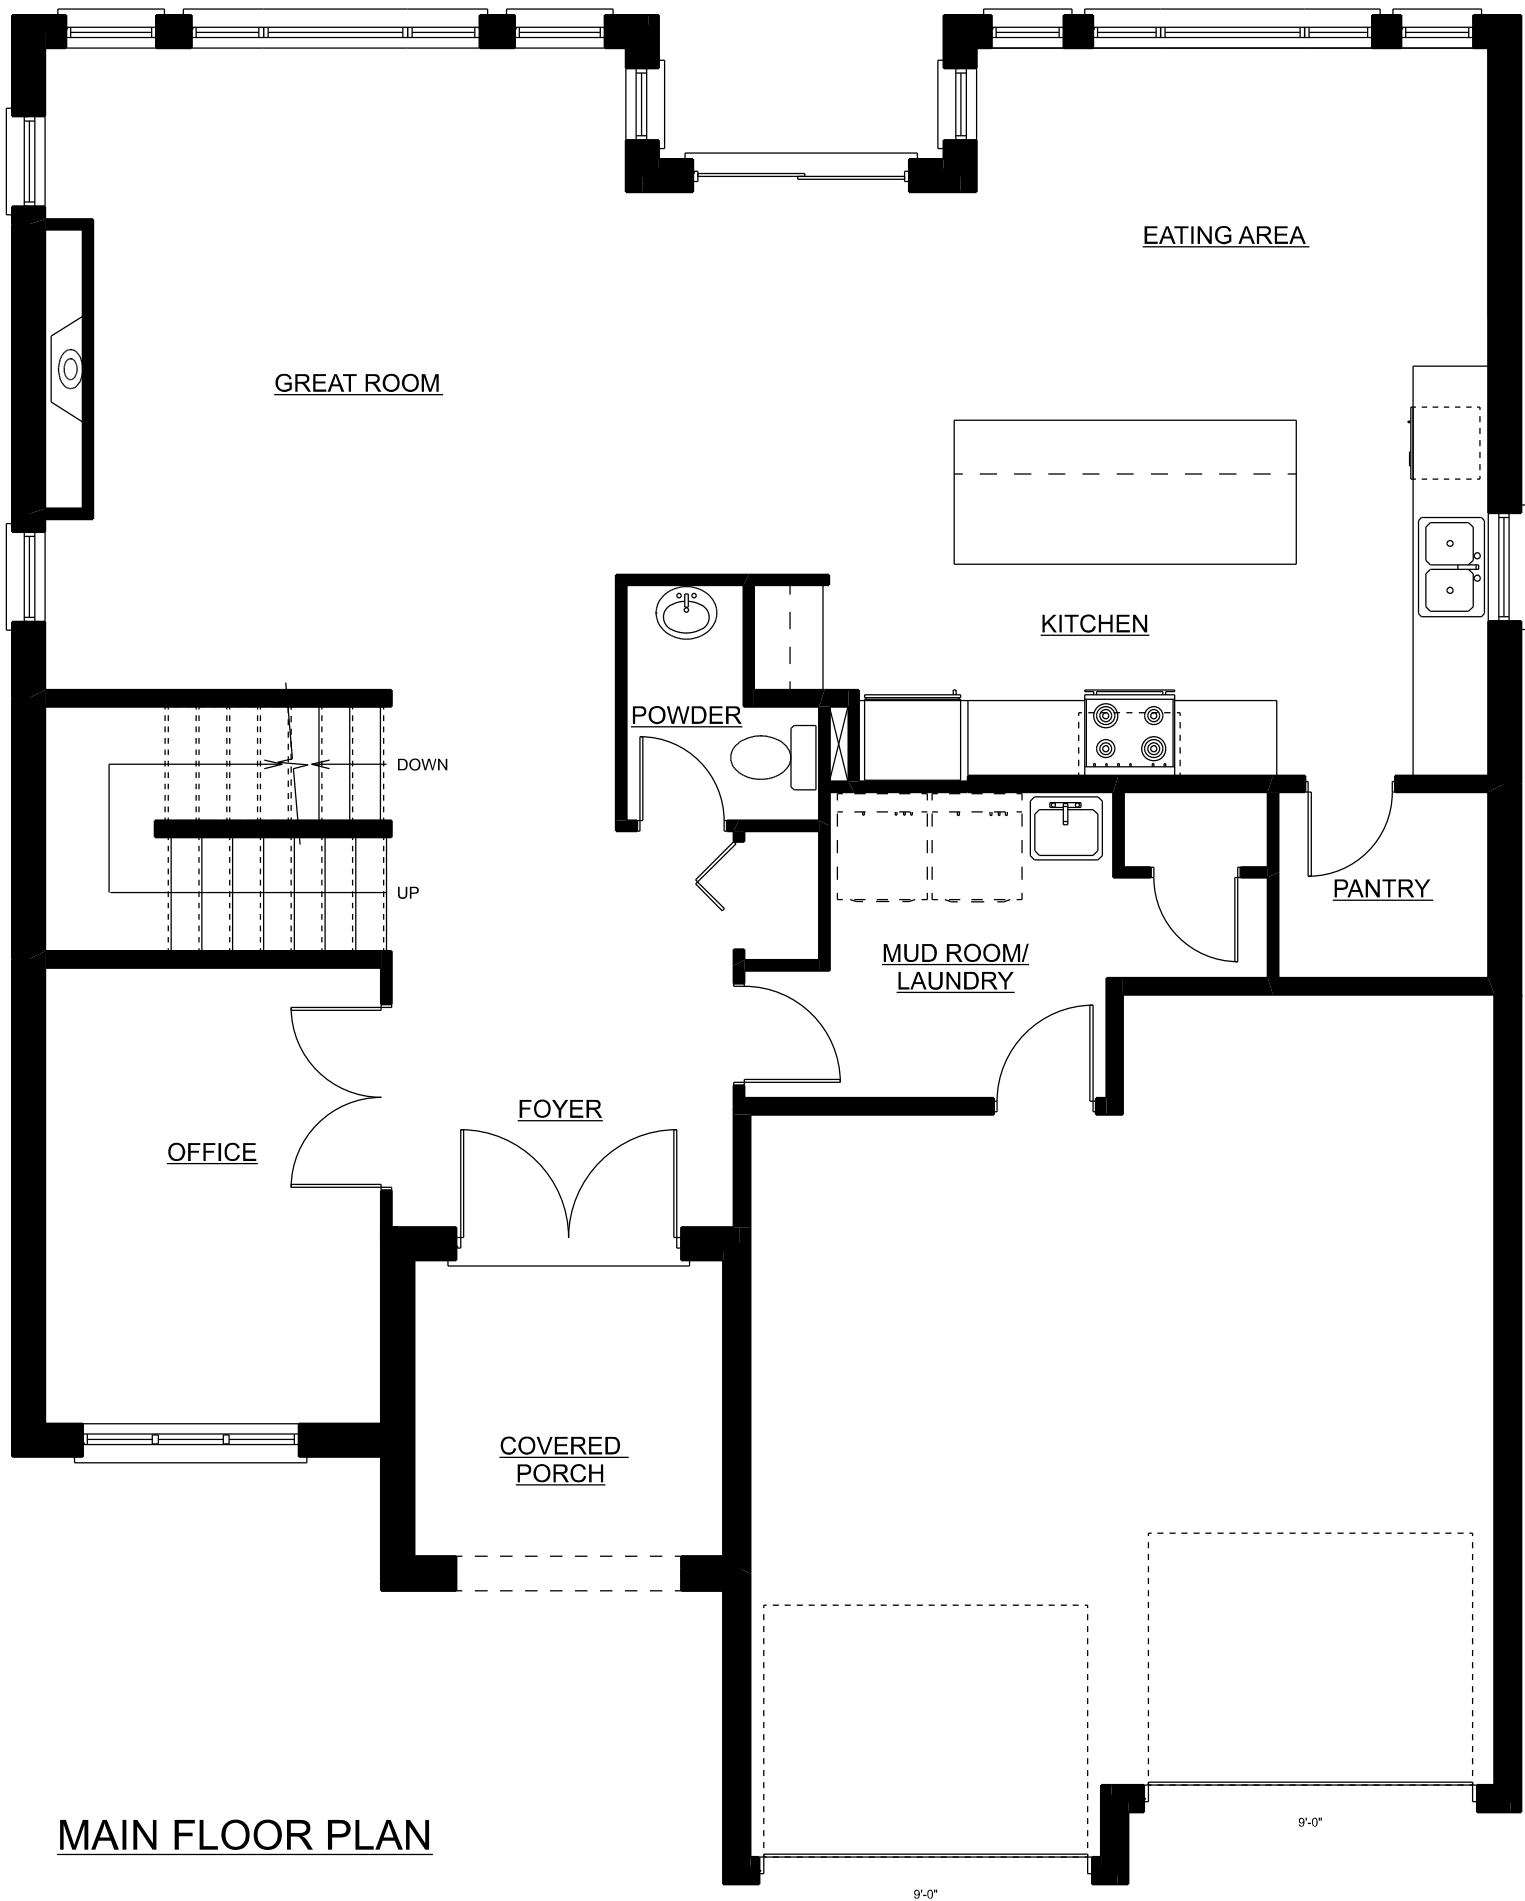 EATING AREA
GREAT ROOM
KITCHEN
POWDER
DOWN
UP
PANTRY
MUD ROOM/
LAUNDRY
FOYER
OFFICE
COVERED
PORCH
MAIN FLOOR PLAN
9'-0"
9'-0"